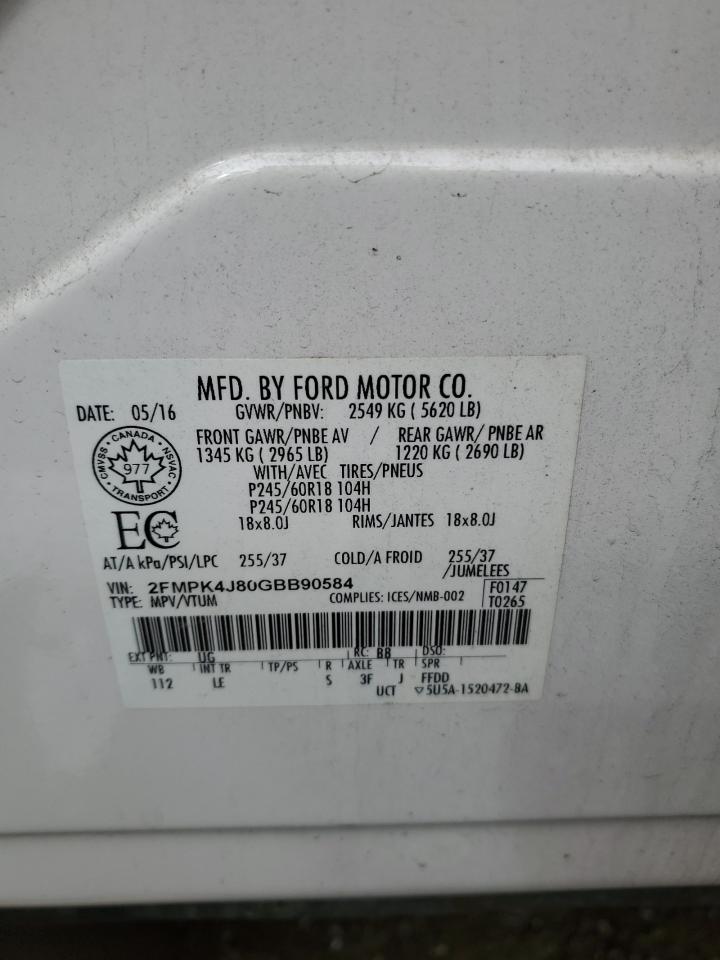 MFD. BY FORD MOTOR CO.
DATE: 05/16 GVWR/PNBV: 2549 KG ( 5620 LB)
FRONT GAWR/PNBE AV / REAR GAWR/ PNBE AR
1345 KG ( 2965 LB) 1220 KG ( 2690 LB)
WITH/AVEC TIRES/PNEUS
P245/60R18 104H
P245/60R18 104H
18x8.0J RIMS/JANTES 18x8.0J
CANADA
CMVSS 977 NSVAC
TRANSPORT
EC
AT/A kPa/PSI/LPC 255/37 COLD/A FROID 255/37
/JUMELEES
VIN: 2FMPK4J80GBB90584 F0147
TYPE: MPV/VTUM COMPLIES: ICES/NMB-002 T0265
EXT PNT: UG RC: BB DSO:
WB INT TR TP/PS R AXLE TR SPR
112 LE S 3F J FFDD
UCT ▽5U5A-1520472-BA